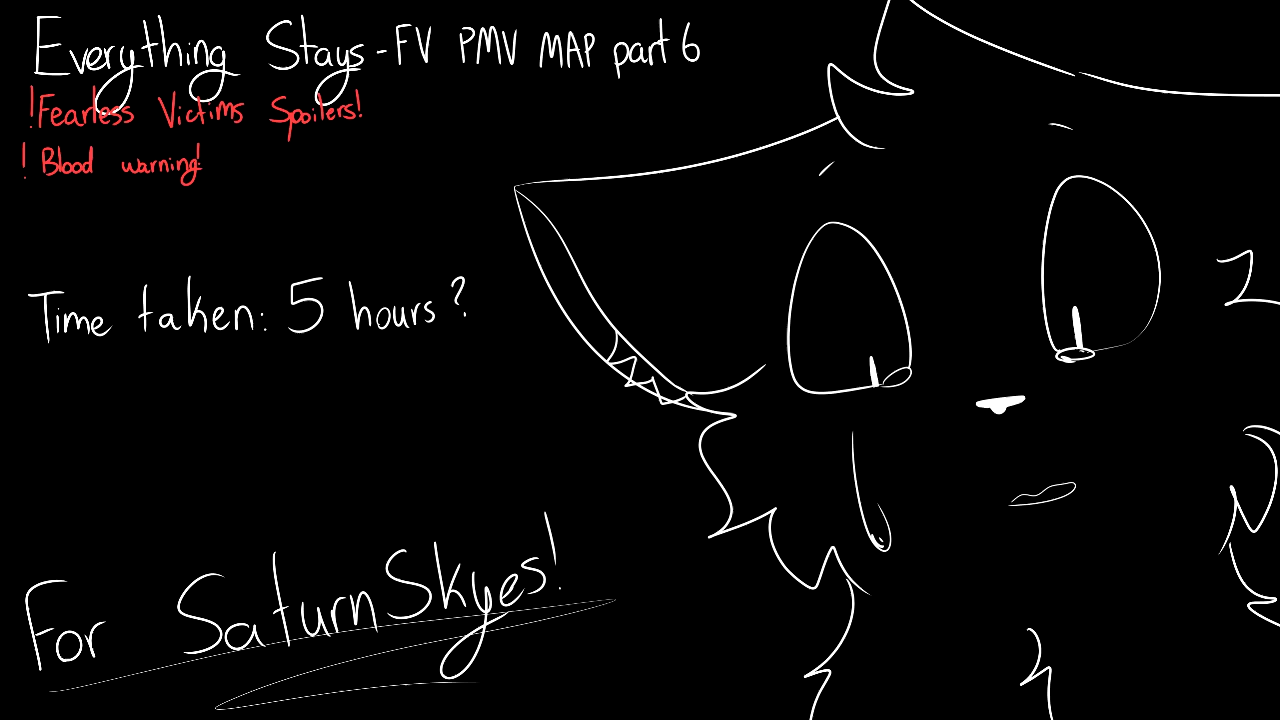 Everything Stays - FV PMV MAP part 6
!Fearless Victims Spoilers!
! Blood warning!
Time taken: 5 hours?
For SaturnSkyes!